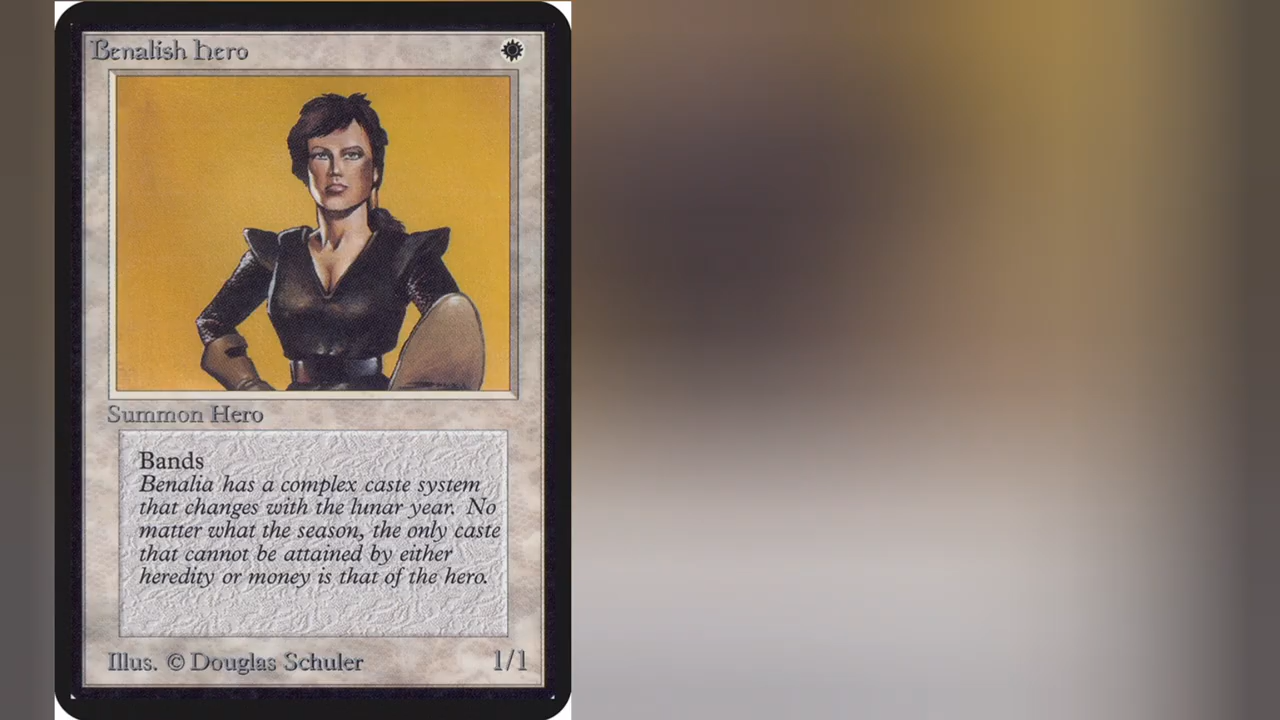 Benalish Hero
Summon Hero
Bands
Benalia has a complex caste system
that changes with the lunar year. No
matter what the season, the only caste
that cannot be attained by either
heredity or money is that of the hero.
Illus. © Douglas Schuler 1/1